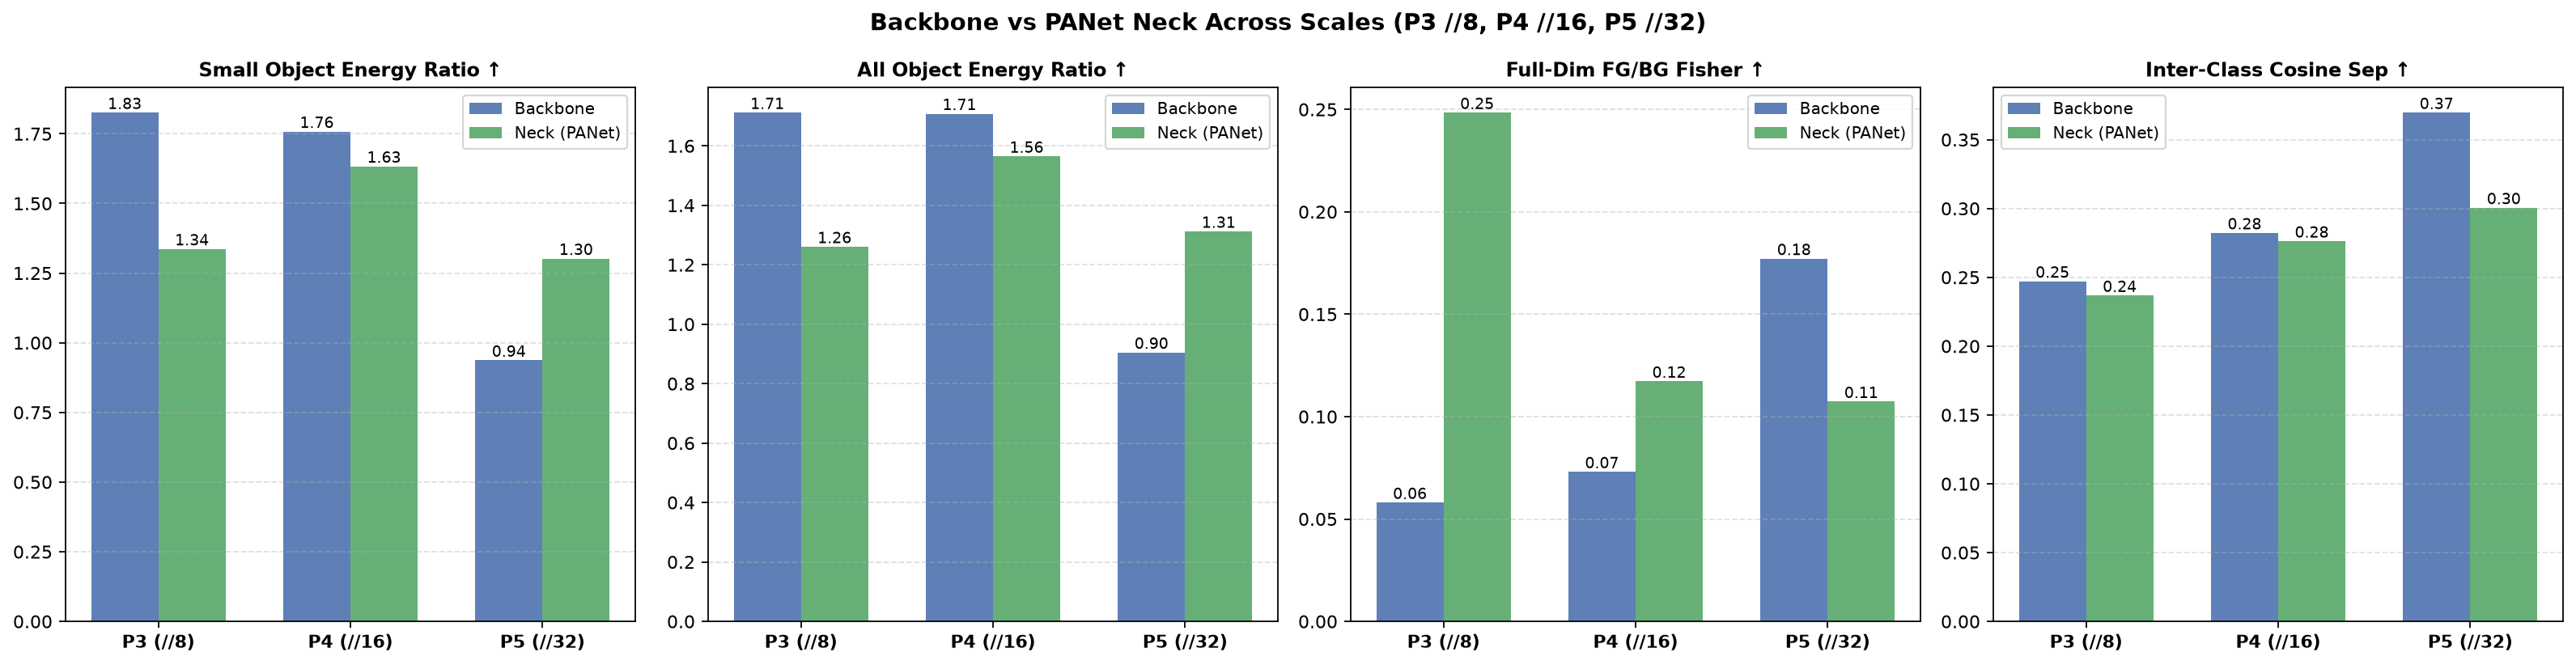 Backbone vs PANet Neck Across Scales (P3 //8, P4 //16, P5 //32)
Small Object Energy Ratio ↑
1.83
1.34
1.76
1.63
0.94
1.30
Backbone
Neck (PANet)
1.75
1.50
1.25
1.00
0.75
0.50
0.25
0.00
P3 (//8)
P4 (//16)
P5 (//32)
All Object Energy Ratio ↑
1.71
1.26
1.71
1.56
0.90
1.31
Backbone
Neck (PANet)
1.6
1.4
1.2
1.0
0.8
0.6
0.4
0.2
0.0
P3 (//8)
P4 (//16)
P5 (//32)
Full-Dim FG/BG Fisher ↑
0.06
0.25
0.07
0.12
0.18
0.11
Backbone
Neck (PANet)
0.25
0.20
0.15
0.10
0.05
0.00
P3 (//8)
P4 (//16)
P5 (//32)
Inter-Class Cosine Sep ↑
Backbone
Neck (PANet)
0.25
0.24
0.28
0.28
0.37
0.30
0.35
0.30
0.25
0.20
0.15
0.10
0.05
0.00
P3 (//8)
P4 (//16)
P5 (//32)